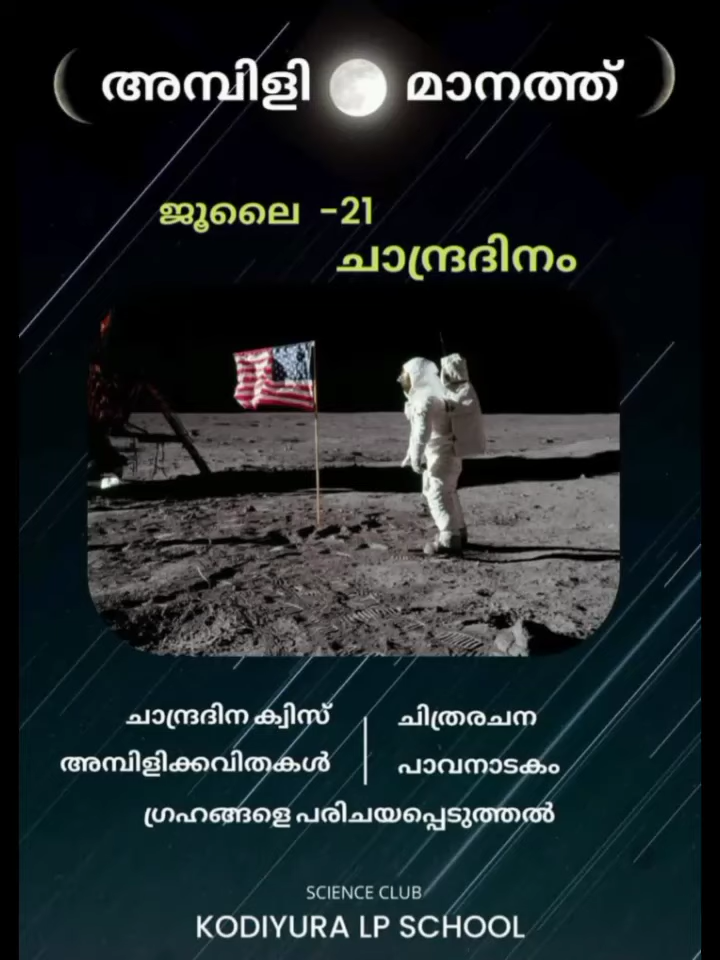 അമ്പിളി മാനത്ത്
ജൂലൈ -21
ചാന്ദ്രദിനം
ചാന്ദ്രദിന ക്വിസ്
ചിത്രരചന
അമ്പിളിക്കവിതകൾ
പാവനാടകം
ഗ്രഹങ്ങളെ പരിചയപ്പെടുത്തൽ
SCIENCE CLUB
KODIYURA LP SCHOOL